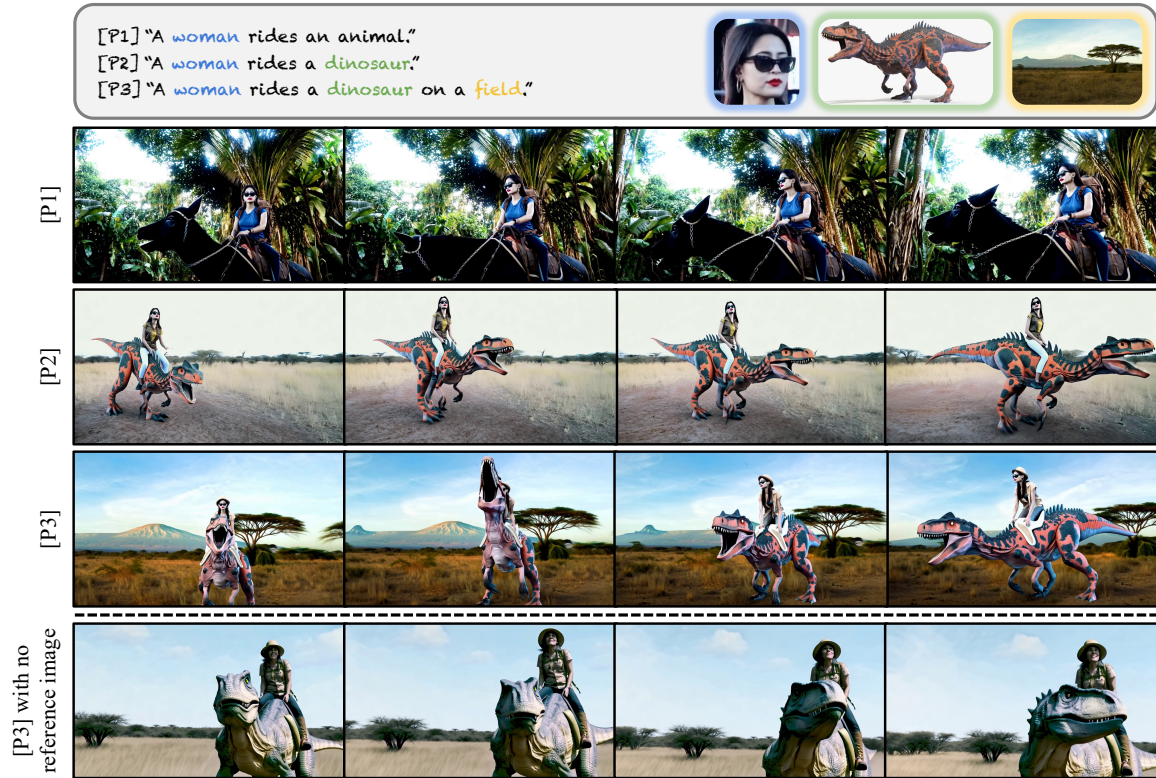 [P1] “A woman rides an animal.”
[P2] “A woman rides a dinosaur.”
[P3] “A woman rides a dinosaur on a field.”
[P1]
[P2]
[P3]
[P3] with no
reference image